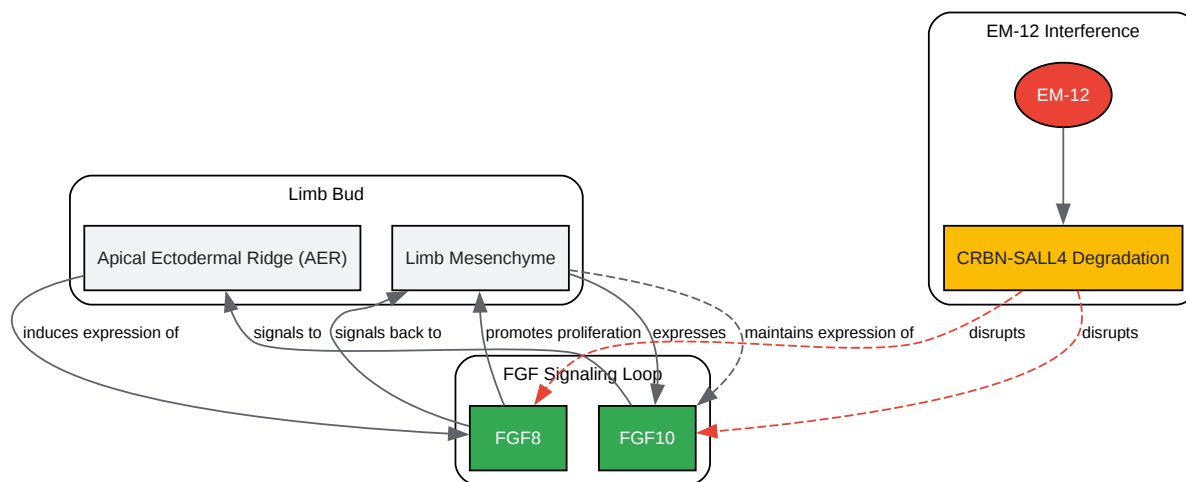 EM-12 Interference
EM-12
Limb Bud
Apical Ectodermal Ridge (AER)
Limb Mesenchyme
CRBN-SALL4 Degradation
induces expression of
signals to
signals back to
promotes proliferation
expresses
maintains expression of
disrupts
disrupts
FGF Signaling Loop
FGF8
FGF10